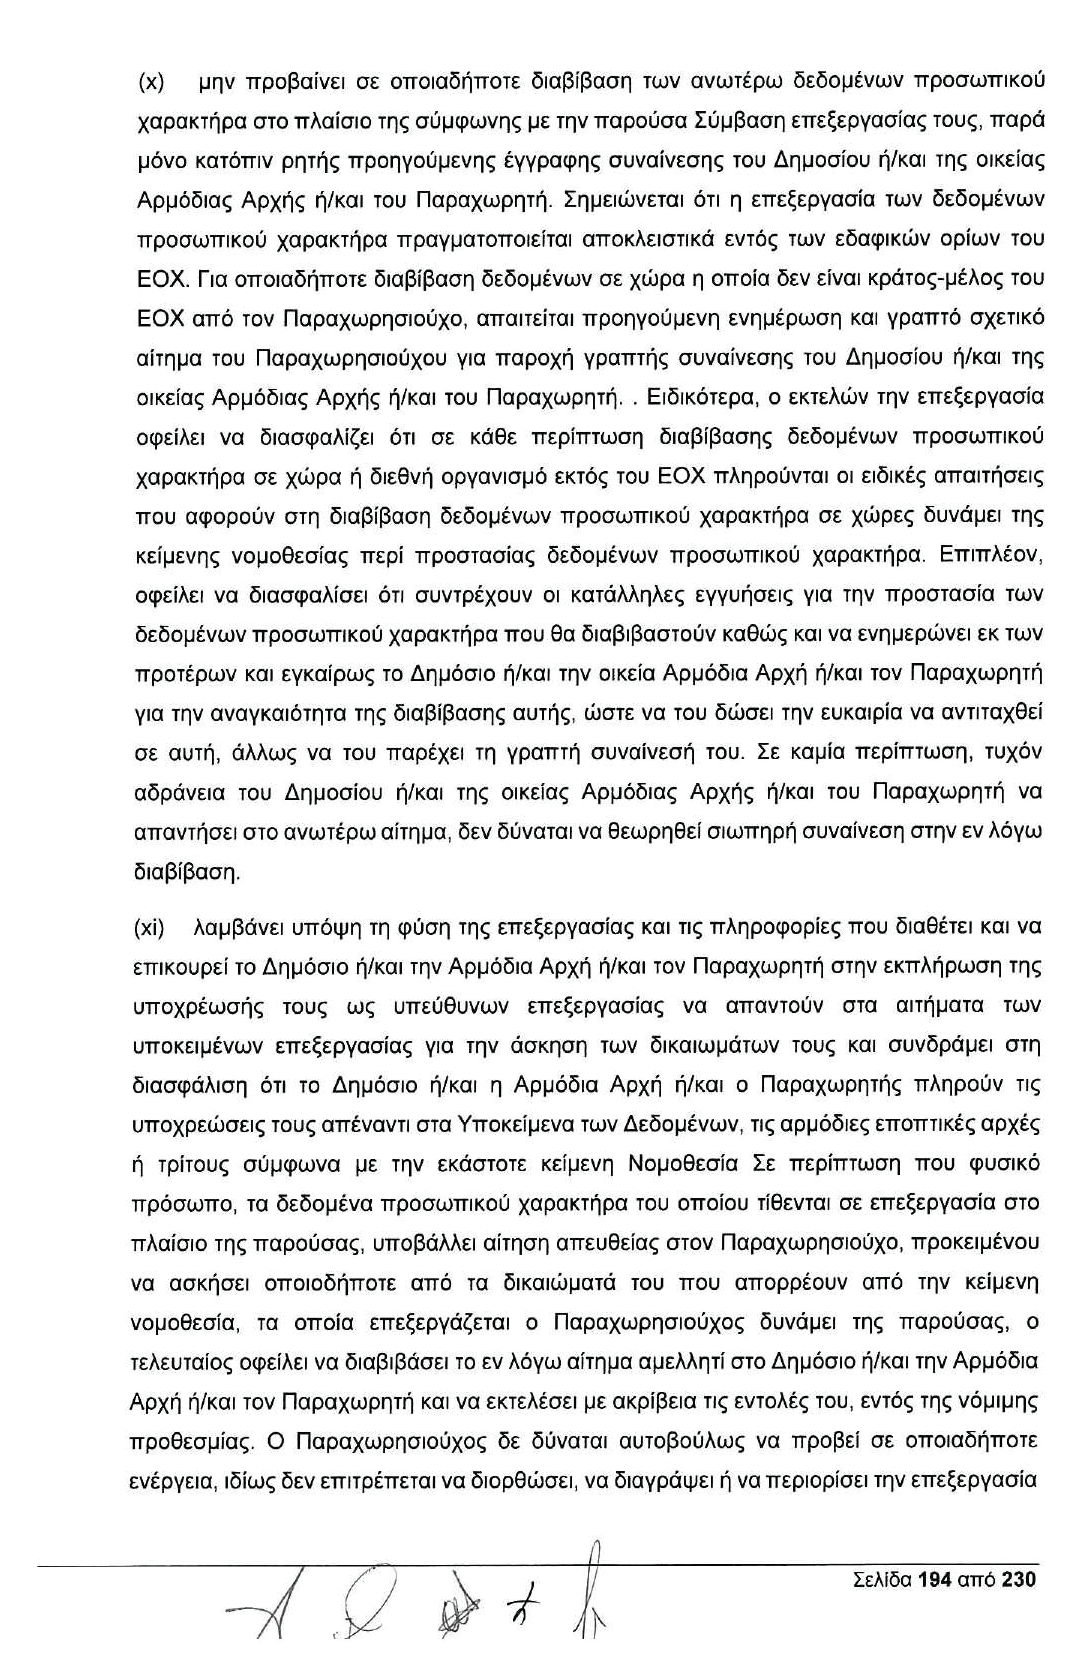 (x) μην προβαίνει σε οποιαδήποτε διαβίβαση των ανωτέρω δεδομένων προσωπικού
χαρακτήρα στο πλαίσιο της σύμφωνης με την παρούσα Σύμβαση επεξεργασίας τους, παρά
μόνο κατόπιν ρητής προηγούμενης έγγραφης συναίνεσης του Δημοσίου ή/και της οικείας
Αρμόδιας Αρχής ή/και του Παραχωρητή. Σημειώνεται ότι η επεξεργασία των δεδομένων
προσωπικού χαρακτήρα πραγματοποιείται αποκλειστικά εντός των εδαφικών ορίων του
ΕΟΧ. Για οποιαδήποτε διαβίβαση δεδομένων σε χώρα η οποία δεν είναι κράτος-μέλος του
ΕΟΧ από τον Παραχωρησιούχο, απαιτείται προηγούμενη ενημέρωση και γραπτό σχετικό
αίτημα του Παραχωρησιούχου για παροχή γραπτής συναίνεσης του Δημοσίου ή/και της
οικείας Αρμόδιας Αρχής ή/και του Παραχωρητή. . Ειδικότερα, ο εκτελών την επεξεργασία
οφείλει να διασφαλίζει ότι σε κάθε περίπτωση διαβίβασης δεδομένων προσωπικού
χαρακτήρα σε χώρα ή διεθνή οργανισμό εκτός του ΕΟΧ πληρούνται οι ειδικές απαιτήσεις
που αφορούν στη διαβίβαση δεδομένων προσωπικού χαρακτήρα σε χώρες δυνάμει της
κείμενης νομοθεσίας περί προστασίας δεδομένων προσωπικού χαρακτήρα. Επιπλέον,
οφείλει να διασφαλίσει ότι συντρέχουν οι κατάλληλες εγγυήσεις για την προστασία των
δεδομένων προσωπικού χαρακτήρα που θα διαβιβαστούν καθώς και να ενημερώνει εκ των
προτέρων και εγκαίρως το Δημόσιο ή/και την οικεία Αρμόδια Αρχή ή/και τον Παραχωρητή
για την αναγκαιότητα της διαβίβασης αυτής, ώστε να του δώσει την ευκαιρία να αντιταχθεί
σε αυτή, άλλως να του παρέχει τη γραπτή συναίνεσή του. Σε καμία περίπτωση, τυχόν
αδράνεια του Δημοσίου ή/και της οικείας Αρμόδιας Αρχής ή/και του Παραχωρητή να
απαντήσει στο ανωτέρω αίτημα, δεν δύναται να θεωρηθεί σιωπηρή συναίνεση στην εν λόγω
διαβίβαση.
(xi) λαμβάνει υπόψη τη φύση της επεξεργασίας και τις πληροφορίες που διαθέτει και να
επικουρεί το Δημόσιο ή/και την Αρμόδια Αρχή ή/και τον Παραχωρητή στην εκπλήρωση της
υποχρέωσής τους ως υπεύθυνων επεξεργασίας να απαντούν στα αιτήματα των
υποκειμένων επεξεργασίας για την άσκηση των δικαιωμάτων τους και συνδράμει στη
διασφάλιση ότι το Δημόσιο ή/και η Αρμόδια Αρχή ή/και ο Παραχωρητής πληρούν τις
υποχρεώσεις τους απέναντι στα Υποκείμενα των Δεδομένων, τις αρμόδιες εποπτικές αρχές
ή τρίτους σύμφωνα με την εκάστοτε κείμενη Νομοθεσία Σε περίπτωση που φυσικό
πρόσωπο, τα δεδομένα προσωπικού χαρακτήρα του οποίου τίθενται σε επεξεργασία στο
πλαίσιο της παρούσας, υποβάλλει αίτηση απευθείας στον Παραχωρησιούχο, προκειμένου
να ασκήσει οποιοδήποτε από τα δικαιώματά του που απορρέουν από την κείμενη
νομοθεσία, τα οποία επεξεργάζεται ο Παραχωρησιούχος δυνάμει της παρούσας, ο
τελευταίος οφείλει να διαβιβάσει το εν λόγω αίτημα αμελλητί στο Δημόσιο ή/και την Αρμόδια
Αρχή ή/και τον Παραχωρητή και να εκτελέσει με ακρίβεια τις εντολές του, εντός της νόμιμης
προθεσμίας. Ο Παραχωρησιούχος δε δύναται αυτοβούλως να προβεί σε οποιαδήποτε
ενέργεια, ιδίως δεν επιτρέπεται να διορθώσει, να διαγράψει ή να περιορίσει την επεξεργασία
Σελίδα 194 από 230